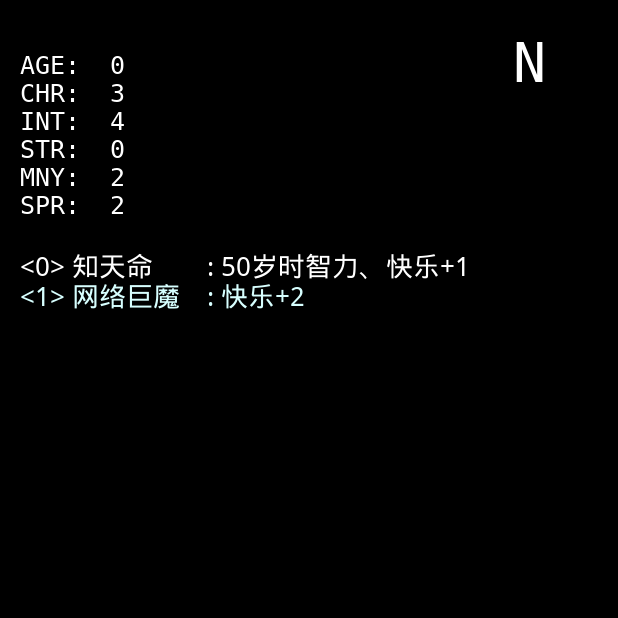 N
AGE: 0
CHR: 3
INT: 4
STR: 0
MNY: 2
SPR: 2
<0> 知天命 : 50岁时智力、快乐+1
<1> 网络巨魔 : 快乐+2